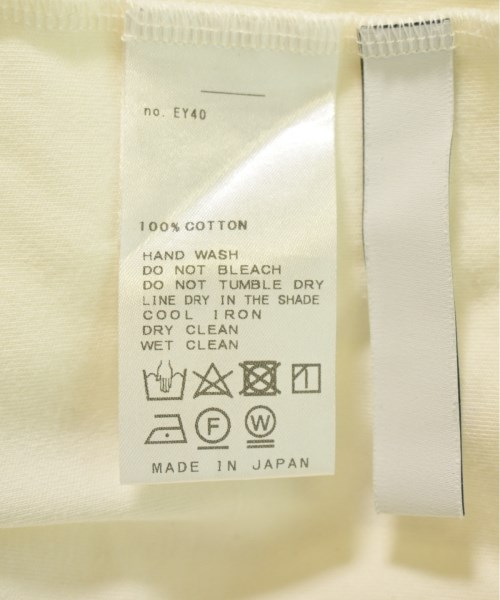 no. EY40
100% COTTON
HAND WASH
DO NOT BLEACH
DO NOT TUMBLE DRY
LINE DRY IN THE SHADE
COOL IRON
DRY CLEAN
WET CLEAN
F W
MADE IN JAPAN